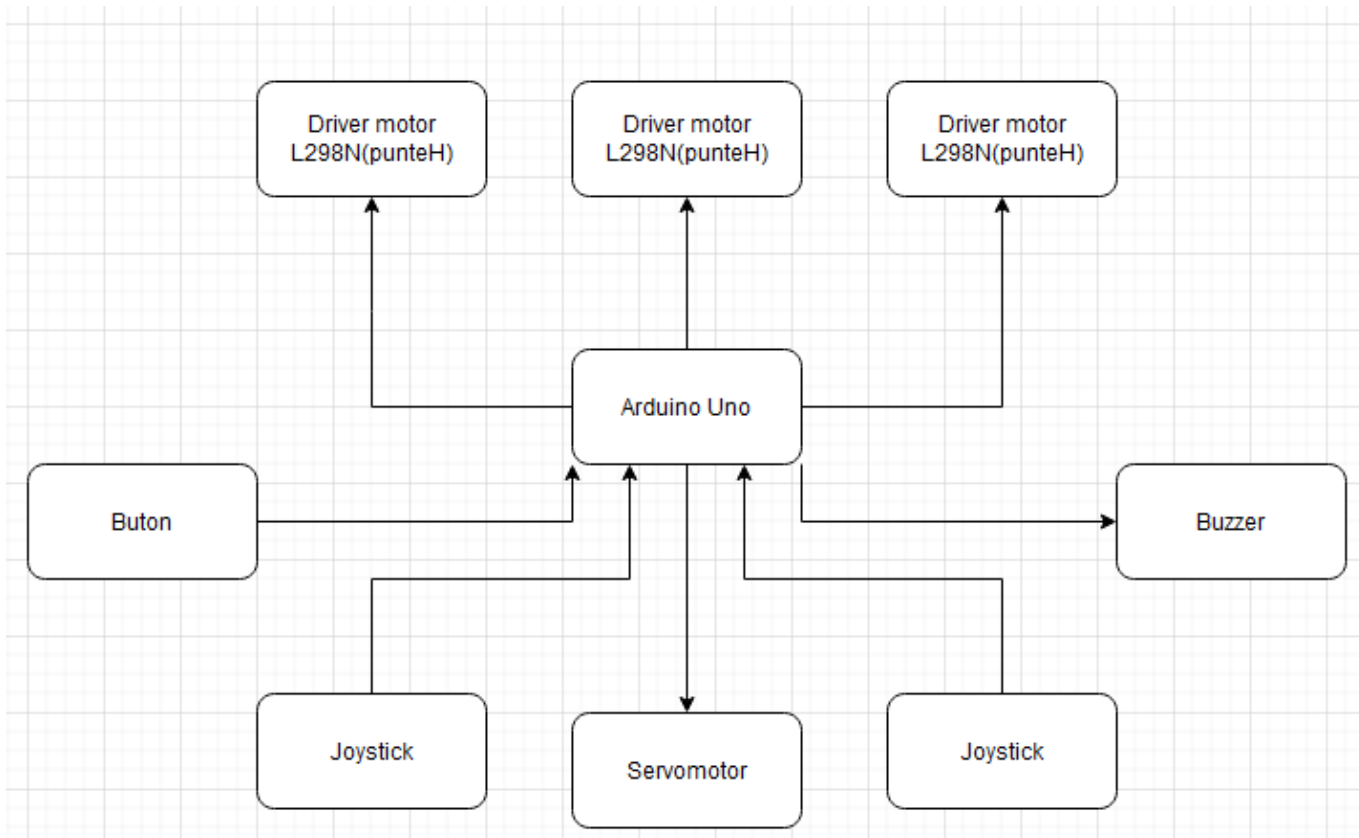 Driver motor
L298N(punteH)
Driver motor
L298N(punteH)
Driver motor
L298N(punteH)
Arduino Uno
Buton
Buzzer
Joystick
Servomotor
Joystick